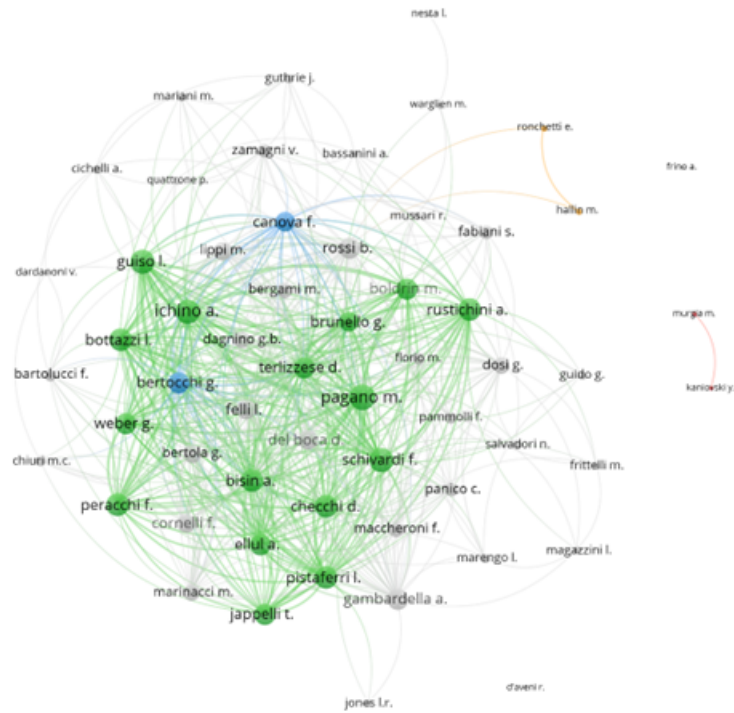 nesta l.
guthrie j.
mariani m.
warglien m.
ronchetti e.
zamagni v.
bassanini a.
cichelli a.
frino a.
quattrone p.
hallin m.
mussari r.
canova f.
fabiani s.
lippi m.
rossi b.
guiso l.
dardanoni v.
bergami m.
boldrin m.
ichino a.
rustichini a.
murgia m.
brunello g.
bottazzi l.
dagnino g.b.
fiorio m.
terlizzese d.
dosi g.
bartolucci f.
guido g.
bertocchi g.
kaniovski y.
pagano m.
felli l.
pammolli f.
weber g.
del boca d.
salvadori n.
bertola g.
chiuri m.c.
schivardi f.
frittelli m.
bisin a.
panico c.
peracchi f.
checchi d.
cornelli f.
maccheroni f.
ellul a.
magazzini l.
marengo l.
pistaferri l.
marinacci m.
gambardella a.
jappelli t.
d'aveni r.
jones l.r.